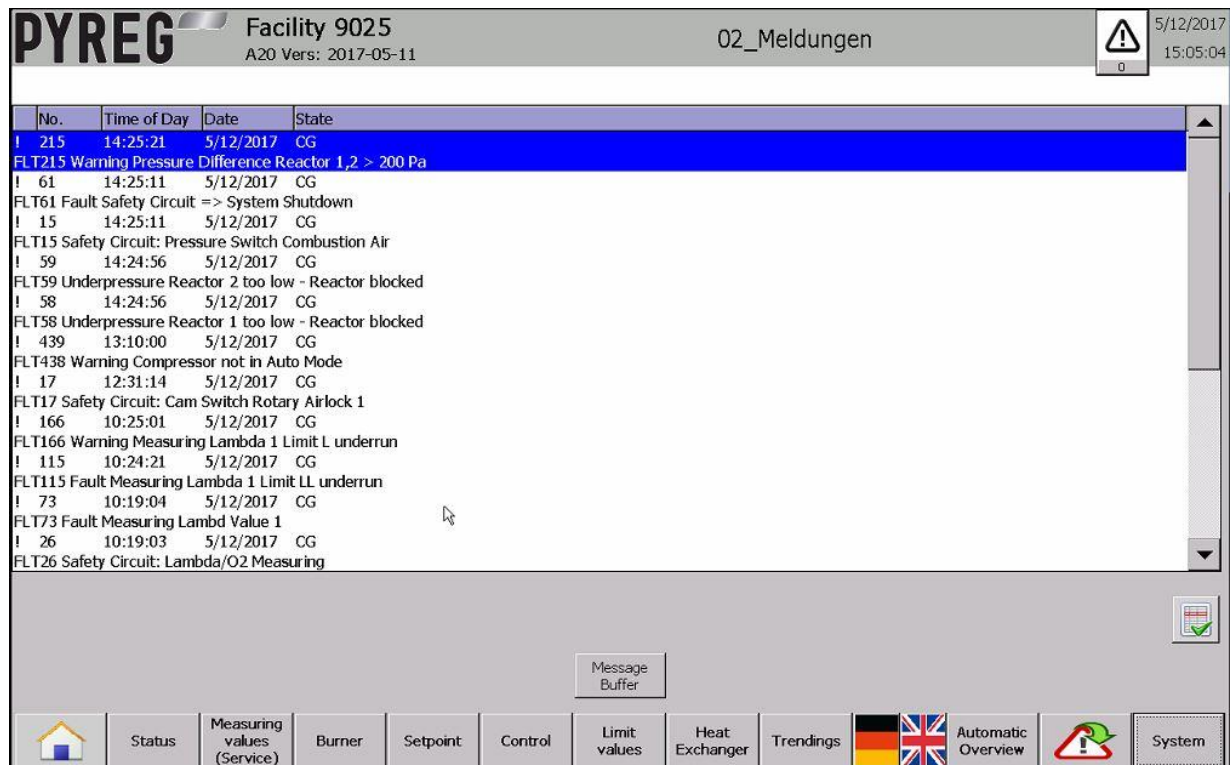 PYREG
Facility 9025
A20 Vers: 2017-05-11
02_Meldungen
0
5/12/2017
15:05:04
No. Time of Day Date State
! 215 14:25:21 5/12/2017 CG
FLT215 Warning Pressure Difference Reactor 1,2 > 200 Pa
! 61 14:25:11 5/12/2017 CG
FLT61 Fault Safety Circuit => System Shutdown
! 15 14:25:11 5/12/2017 CG
FLT15 Safety Circuit: Pressure Switch Combustion Air
! 59 14:24:56 5/12/2017 CG
FLT59 Underpressure Reactor 2 too low - Reactor blocked
! 58 14:24:56 5/12/2017 CG
FLT58 Underpressure Reactor 1 too low - Reactor blocked
! 439 13:10:00 5/12/2017 CG
FLT438 Warning Compressor not in Auto Mode
! 17 12:31:14 5/12/2017 CG
FLT17 Safety Circuit: Cam Switch Rotary Airlock 1
! 166 10:25:01 5/12/2017 CG
FLT166 Warning Measuring Lambda 1 Limit L underrun
! 115 10:24:21 5/12/2017 CG
FLT115 Fault Measuring Lambda 1 Limit LL underrun
! 73 10:19:04 5/12/2017 CG
FLT73 Fault Measuring Lambd Value 1
! 26 10:19:03 5/12/2017 CG
FLT26 Safety Circuit: Lambda/O2 Measuring
Message
Buffer
Status
Measuring
values
(Service)
Burner
Setpoint
Control
Limit
values
Heat
Exchanger
Trendings
Automatic
Overview
System